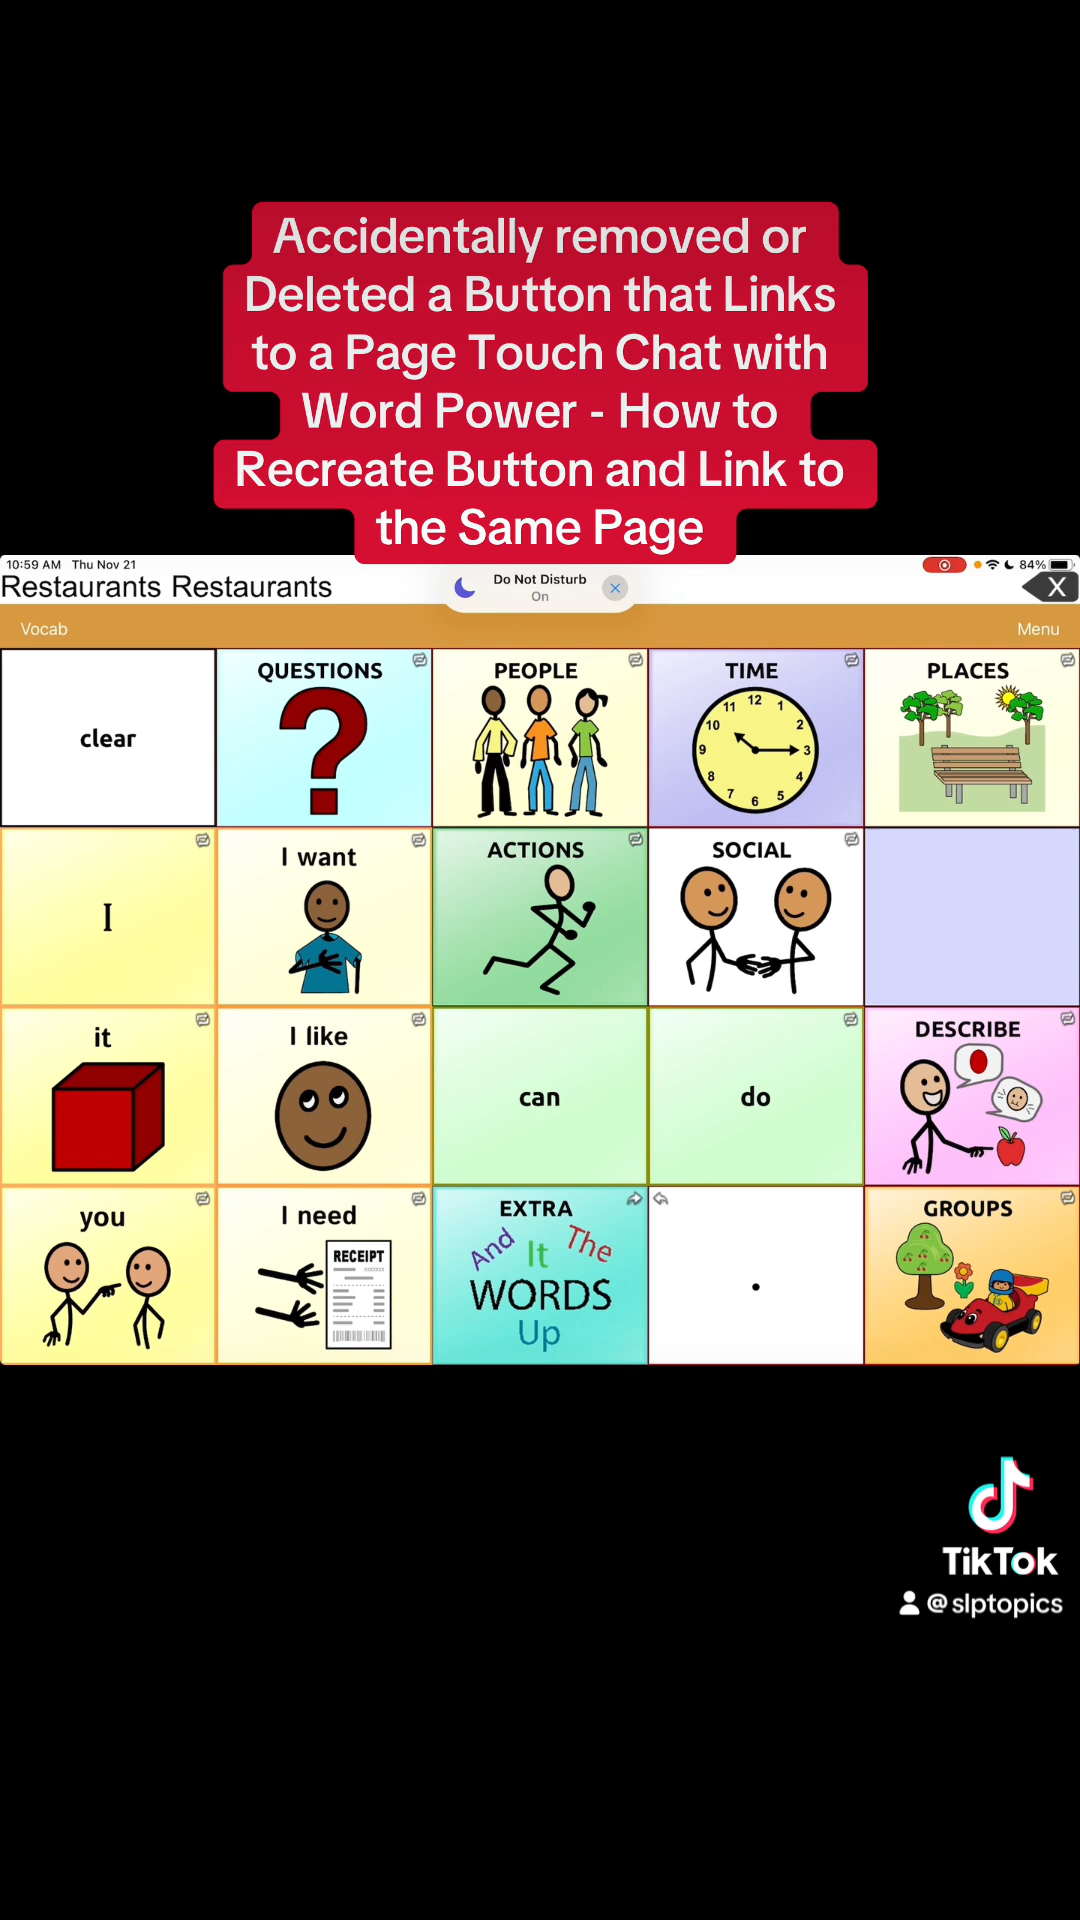 Accidentally removed or
Deleted a Button that Links
to a Page Touch Chat with
Word Power - How to
Recreate Button and Link to
the Same Page
10:59 AM Thu Nov 21
84%
Restaurants Restaurants
Do Not Disturb
On
X
Vocab
Menu
clear
QUESTIONS
?
PEOPLE
TIME
12
1
2
3
4
5
6
7
8
9
10
11
PLACES
I
I want
ACTIONS
SOCIAL
it
I like
can
do
DESCRIBE
you
I need
RECEIPT
EXTRA
And It The
WORDS
Up
.
GROUPS
TikTok
@slptopics